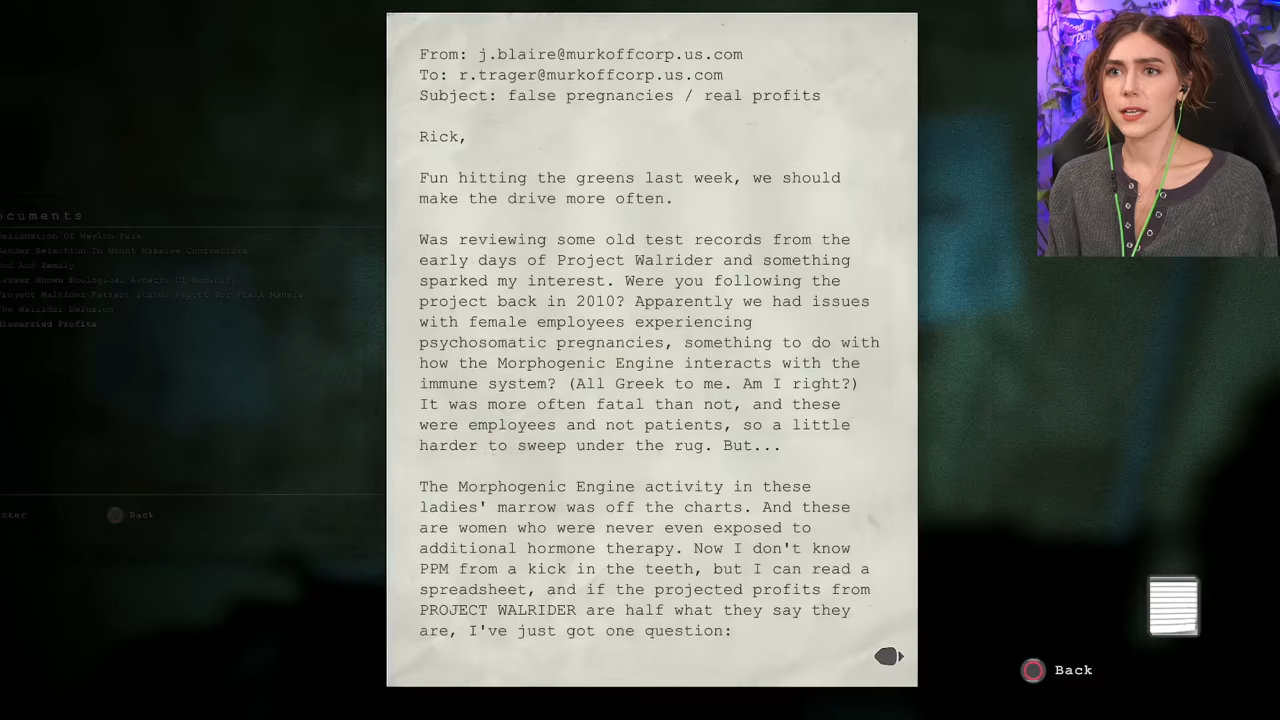 From: j.blaire@murkoffcorp.us.com
To: r.trager@murkoffcorp.us.com
Subject: false pregnancies / real profits
Rick,
Fun hitting the greens last week, we should
make the drive more often.
Was reviewing some old test records from the
early days of Project Walrider and something
sparked my interest. Were you following the
project back in 2010? Apparently we had issues
with female employees experiencing
psychosomatic pregnancies, something to do with
how the Morphogenic Engine interacts with the
immune system? (All Greek to me. Am I right?)
It was more often fatal than not, and these
were employees and not patients, so a little
harder to sweep under the rug. But...
The Morphogenic Engine activity in these
ladies' marrow was off the charts. And these
are women who were never even exposed to
additional hormone therapy. Now I don't know
PPM from a kick in the teeth, but I can read a
spreadsheet, and if the projected profits from
PROJECT WALRIDER are half what they say they
are, I've just got one question:
ocuments
And Family
The Walrider Delusion
Profits
Back
Back